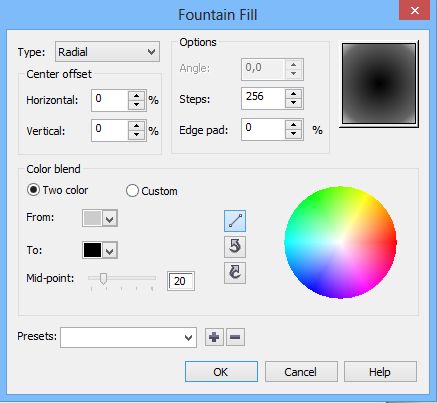 Fountain Fill
Type: Radial
Center offset
Horizontal: 0 %
Vertical: 0 %
Options
Angle: 0,0
Steps: 256
Edge pad: 0 %
Color blend
Two color Custom
From:
To:
Mid-point: 20
Presets:
OK Cancel Help